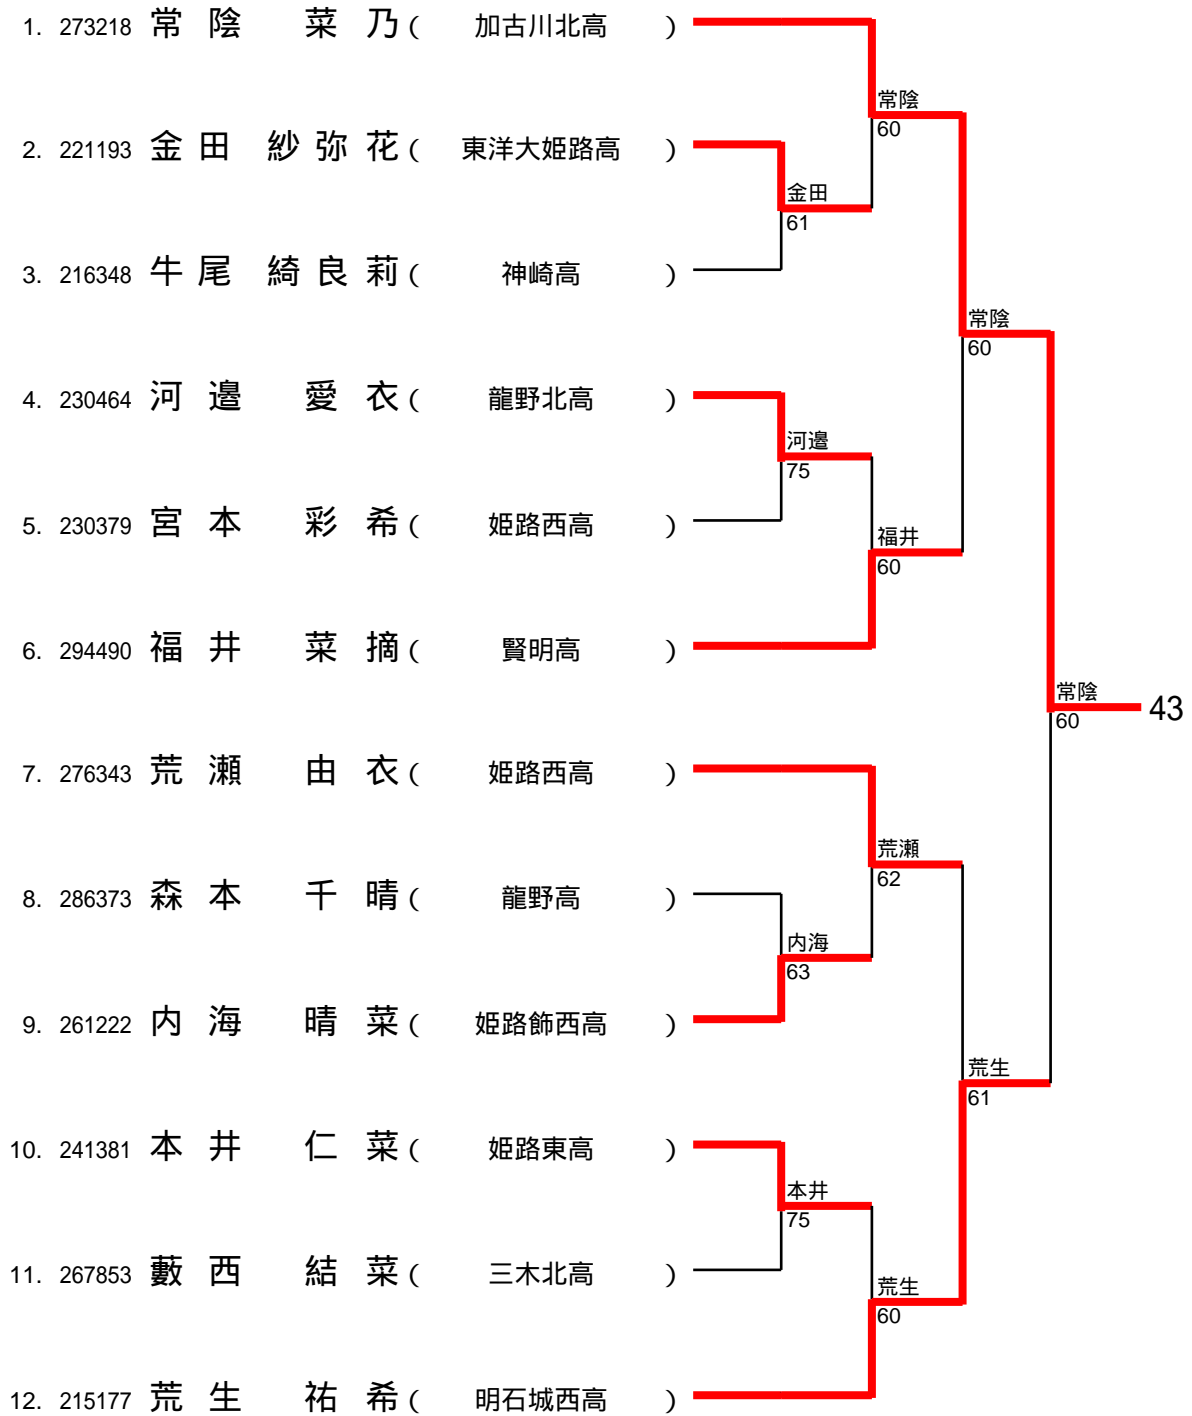 1. 273218 常陰 菜乃 ( 加古川北高 )
常陰
60
2. 221193 金田 紗弥花 ( 東洋大姫路高 )
金田
61
3. 216348 牛尾 綺良莉 ( 神崎高 )
常陰
60
4. 230464 河邉 愛衣 ( 龍野北高 )
河邉
75
5. 230379 宮本 彩希 ( 姫路西高 )
福井
60
6. 294490 福井 菜摘 ( 賢明高 )
常陰
60
43
7. 276343 荒瀬 由衣 ( 姫路西高 )
荒瀬
62
8. 286373 森本 千晴 ( 龍野高 )
内海
63
9. 261222 内海 晴菜 ( 姫路飾西高 )
荒生
61
10. 241381 本井 仁菜 ( 姫路東高 )
本井
75
11. 267853 藪西 結菜 ( 三木北高 )
荒生
60
12. 215177 荒生 祐希 ( 明石城西高 )